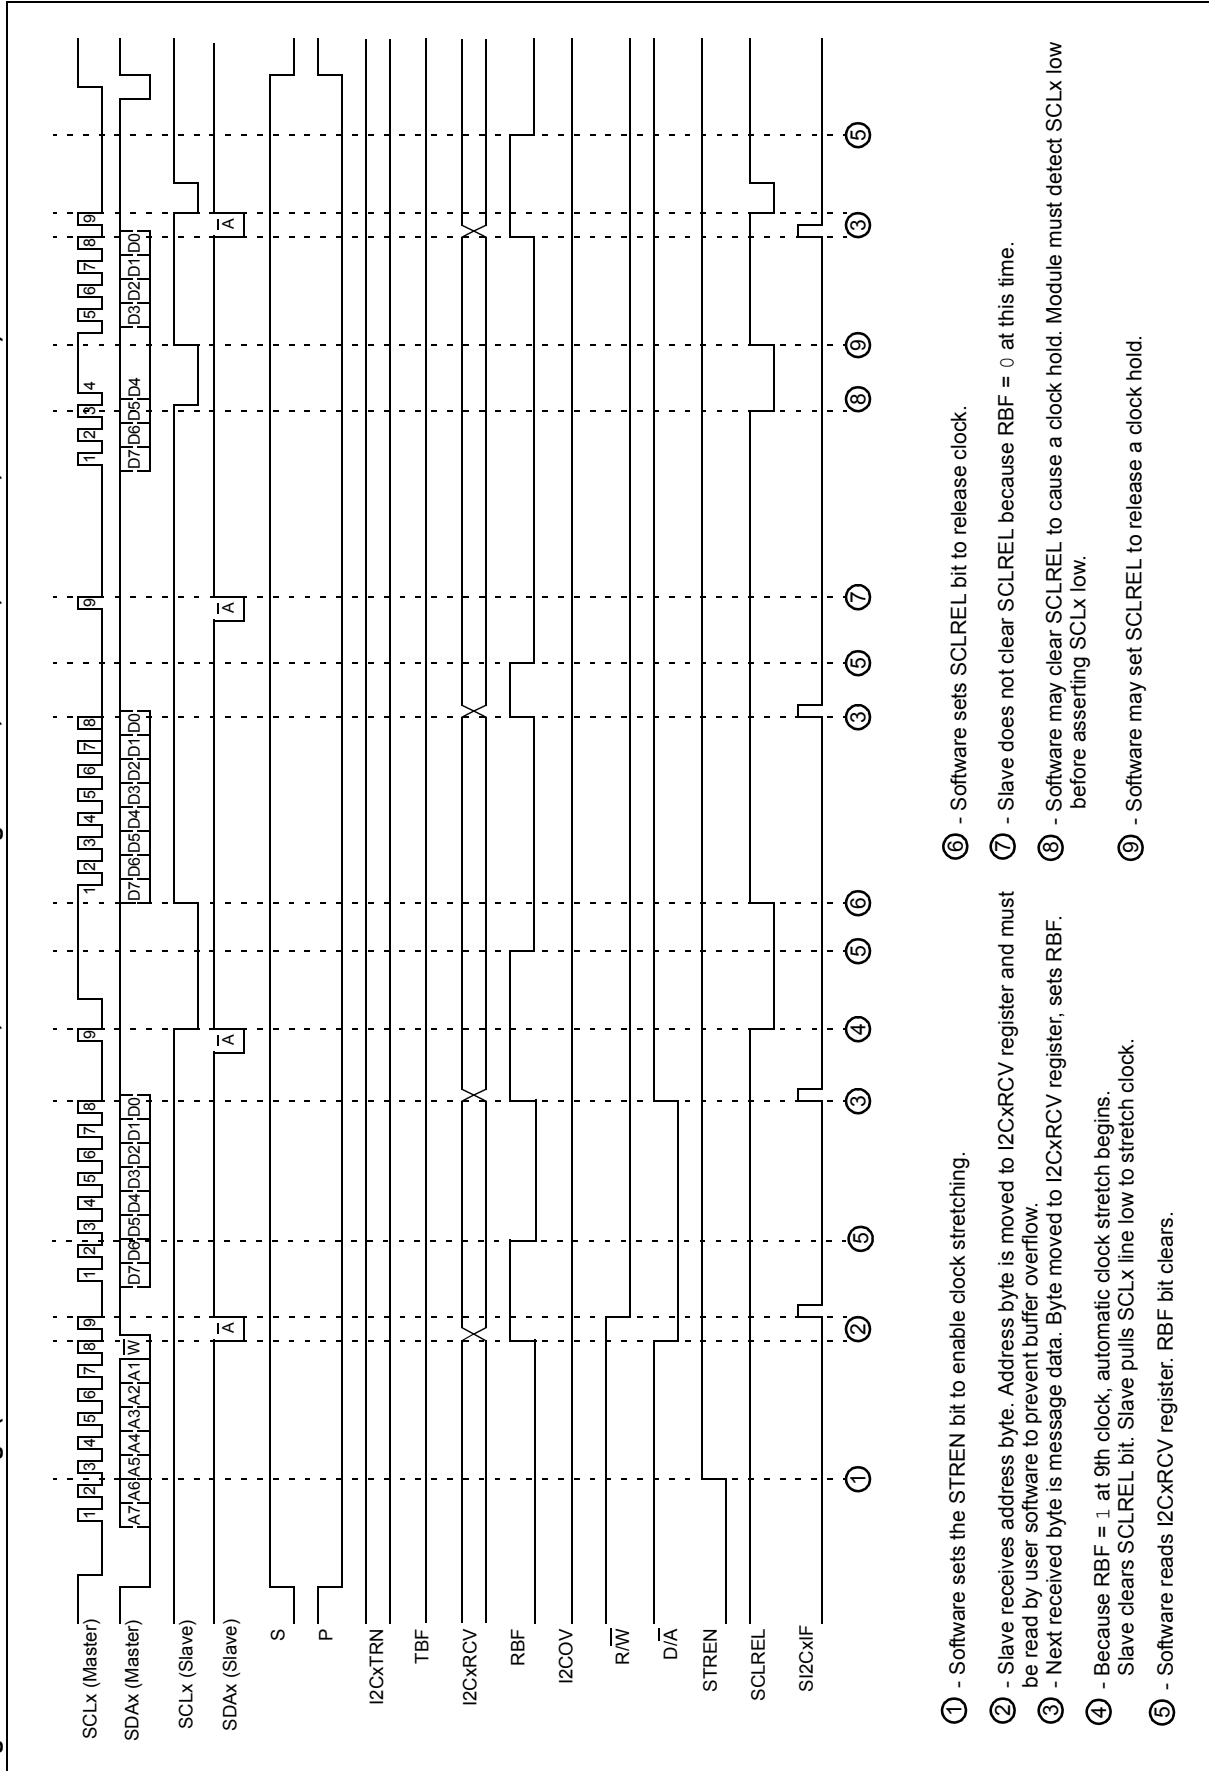 SCLx (Master)
1 2 3 4 5 6 7 8 9 1 2 3 4 5 6 7 8 9 1 2 3 4 5 6 7 8 9 1 2 3 4 5 6 7 8 9
SDAx (Master)
A7 A6 A5 A4 A3 A2 A1 W̅ D7 D6 D5 D4 D3 D2 D1 D0 D7 D6 D5 D4 D3 D2 D1 D0 D7 D6 D5 D4 D3 D2 D1 D0
SCLx (Slave)
SDAx (Slave)
A̅ A̅ A̅ A̅
S
P
I2CxTRN
TBF
I2CxRCV
RBF
I2COV
R/W̅
D̅/A
STREN
SCLREL
SI2CxIF
1 2 5 3 4 5 6 3 5 7 8 9 3 5
1 - Software sets the STREN bit to enable clock stretching.
2 - Slave receives address byte. Address byte is moved to I2CxRCV register and must
be read by user software to prevent buffer overflow.
3 - Next received byte is message data. Byte moved to I2CxRCV register, sets RBF.
4 - Because RBF = 1 at 9th clock, automatic clock stretch begins.
Slave clears SCLREL bit. Slave pulls SCLx line low to stretch clock.
5 - Software reads I2CxRCV register. RBF bit clears.
6 - Software sets SCLREL bit to release clock.
7 - Slave does not clear SCLREL because RBF = 0 at this time.
8 - Software may clear SCLREL to cause a clock hold. Module must detect SCLx low
before asserting SCLx low.
9 - Software may set SCLREL to release a clock hold.